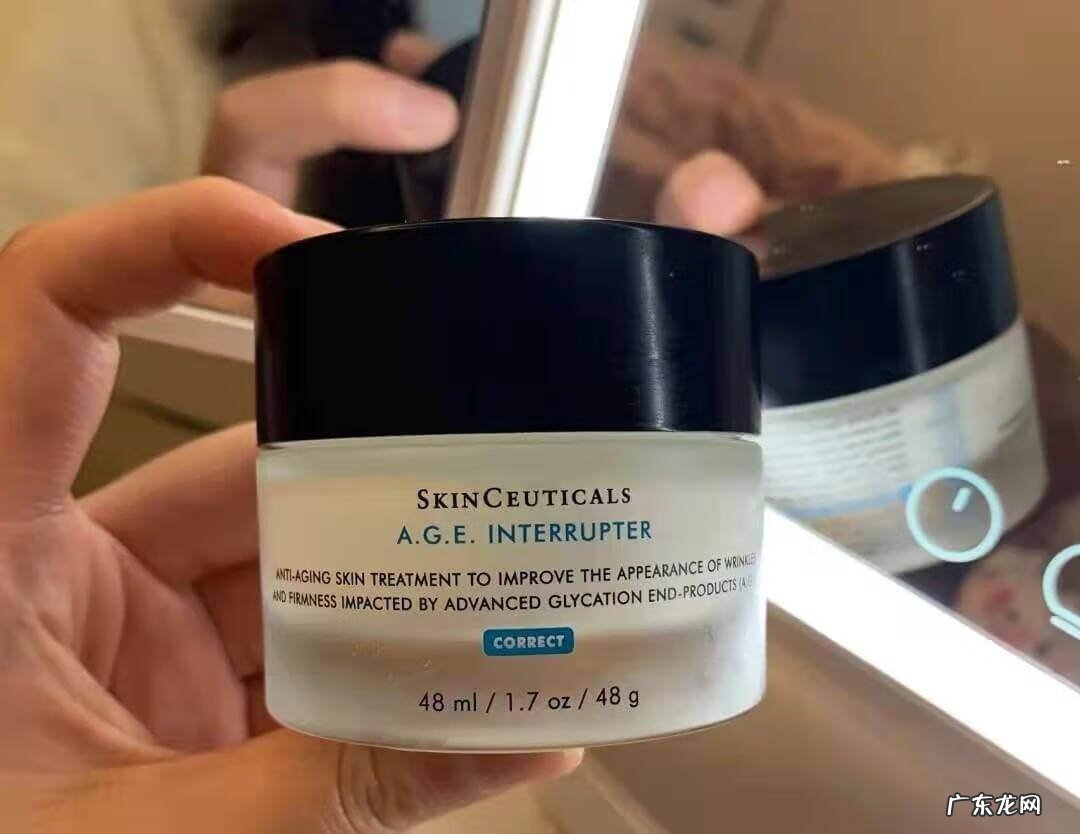 SKINCEUTICALS
A.G.E. INTERRUPTER
ANTI-AGING SKIN TREATMENT TO IMPROVE THE APPEARANCE OF WRINKLES
AND FIRMNESS IMPACTED BY ADVANCED GLYCATION END-PRODUCTS (A.G
CORRECT
48 ml / 1.7 oz / 48 g
广东龙网